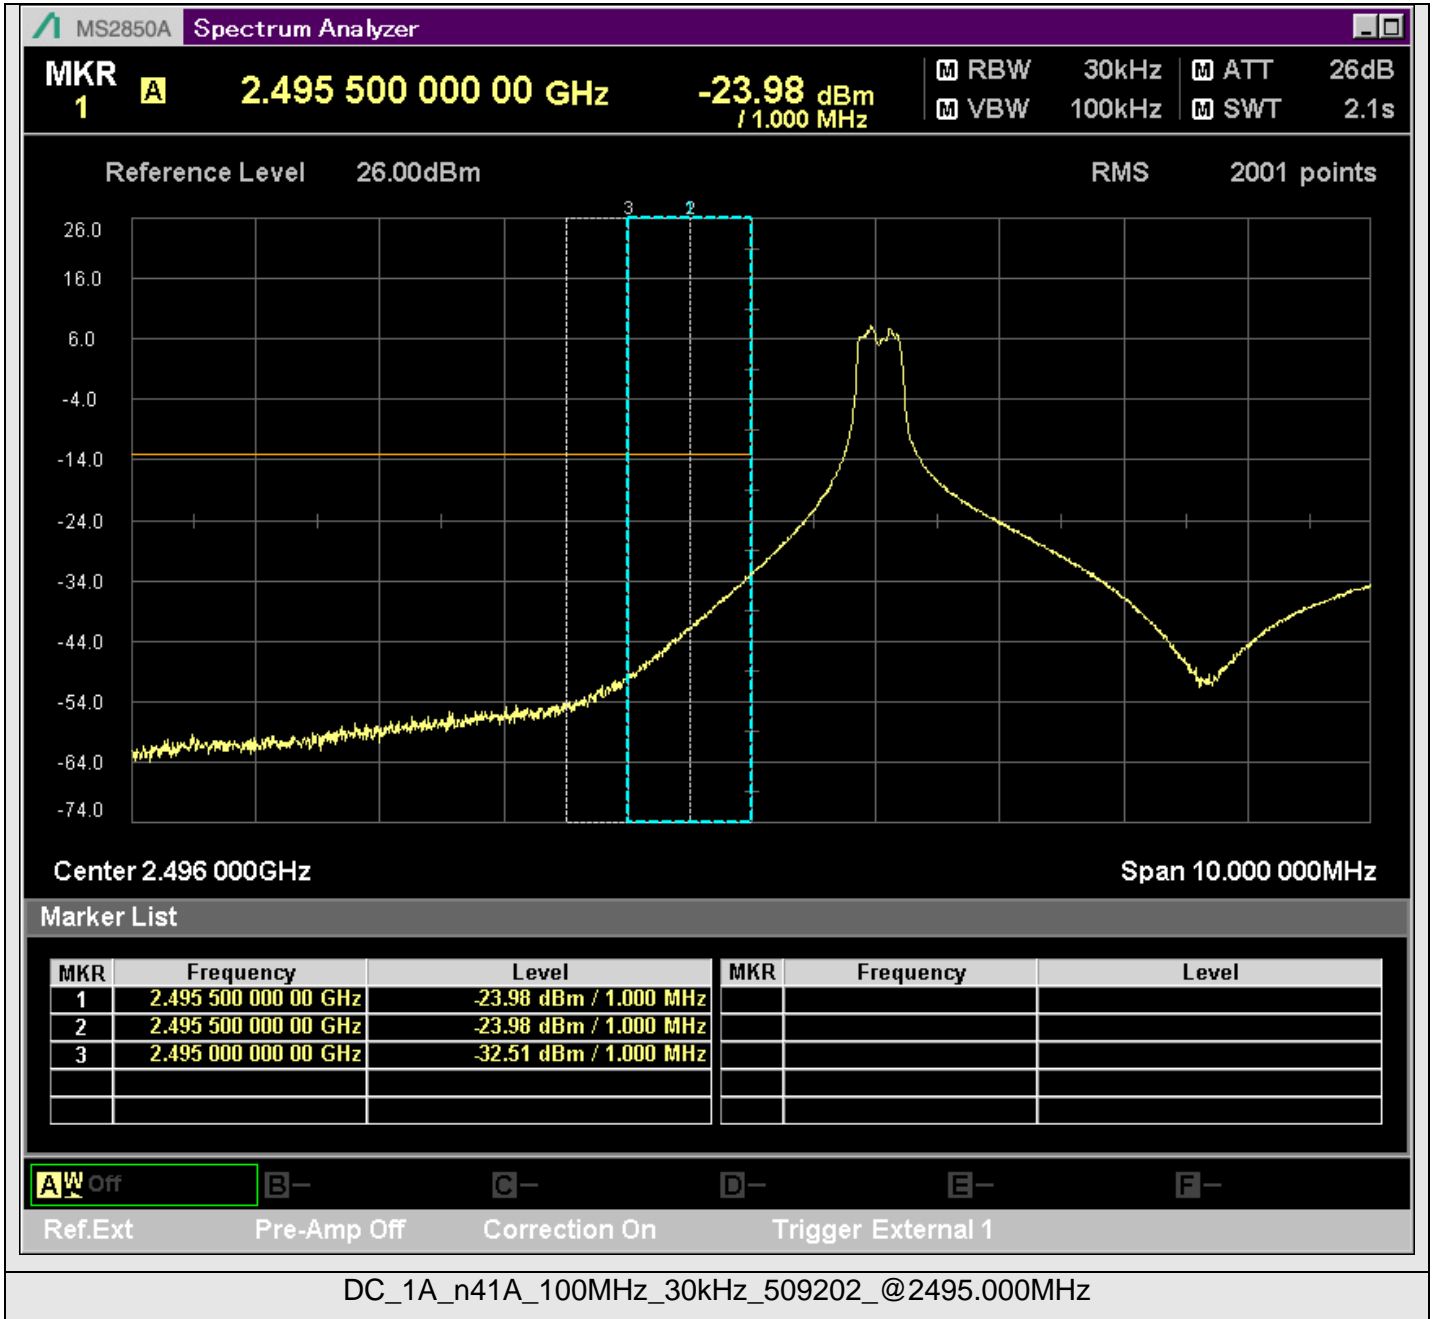 MS2850A Spectrum Analyzer
MKR 1 A 2.495 500 000 00 GHz -23.98 dBm / 1.000 MHz
M RBW 30kHz M ATT 26dB
M VBW 100kHz M SWT 2.1s
Reference Level 26.00dBm RMS 2001 points
3 2
26.0
16.0
6.0
-4.0
-14.0
-24.0
-34.0
-44.0
-54.0
-64.0
-74.0
Center 2.496 000GHz Span 10.000 000MHz
Marker List
MKR Frequency Level MKR Frequency Level
1 2.495 500 000 00 GHz -23.98 dBm / 1.000 MHz
2 2.495 500 000 00 GHz -23.98 dBm / 1.000 MHz
3 2.495 000 000 00 GHz -32.51 dBm / 1.000 MHz
A W Off B – C – D – E – F –
Ref.Ext Pre-Amp Off Correction On Trigger External 1
DC_1A_n41A_100MHz_30kHz_509202_@2495.000MHz